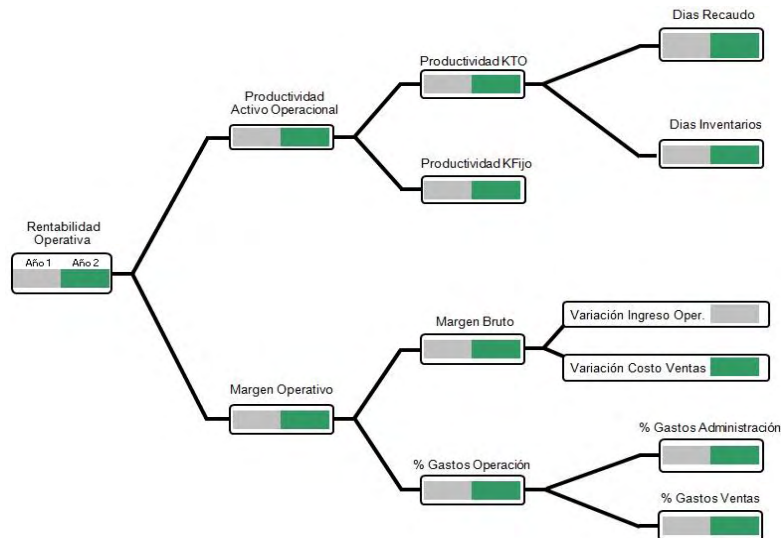 Dias Recaudo
Productividad KTO
Productividad
Activo Operacional
Dias Inventarios
Productividad KFijo
Rentabilidad
Operativa
Año 1 Año 2
Margen Bruto
Variación Ingreso Oper.
Variación Costo Ventas
Margen Operativo
% Gastos Administración
% Gastos Operación
% Gastos Ventas